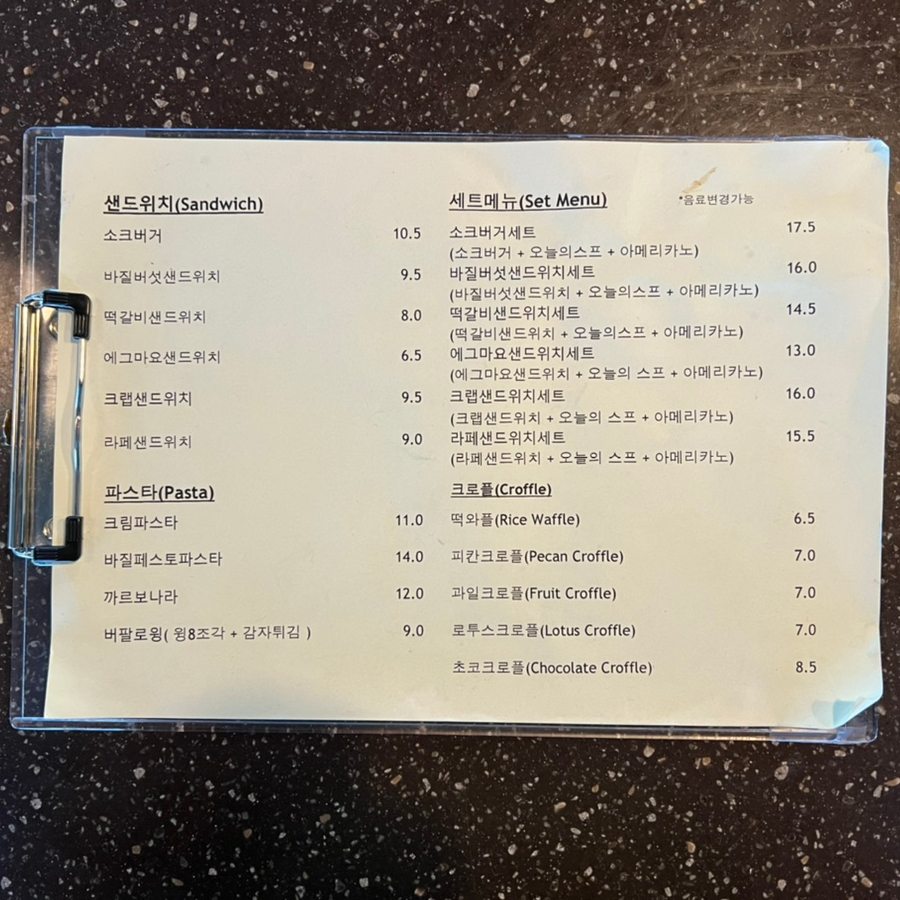 샌드위치(Sandwich)
소크버거 10.5
바질버섯샌드위치 9.5
떡갈비샌드위치 8.0
에그마요샌드위치 6.5
크랩샌드위치 9.5
라페샌드위치 9.0
파스타(Pasta)
크림파스타 11.0
바질페스토파스타 14.0
까르보나라 12.0
버팔로윙( 윙8조각 + 감자튀김 ) 9.0
세트메뉴(Set Menu) *음료변경가능
소크버거세트 17.5
(소크버거 + 오늘의스프 + 아메리카노)
바질버섯샌드위치세트 16.0
(바질버섯샌드위치 + 오늘의스프 + 아메리카노)
떡갈비샌드위치세트 14.5
(떡갈비샌드위치 + 오늘의스프 + 아메리카노)
에그마요샌드위치세트 13.0
(에그마요샌드위치 + 오늘의 스프 + 아메리카노)
크랩샌드위치세트 16.0
(크랩샌드위치 + 오늘의 스프 + 아메리카노)
라페샌드위치세트 15.5
(라페샌드위치 + 오늘의 스프 + 아메리카노)
크로플(Croffle)
떡와플(Rice Waffle) 6.5
피칸크로플(Pecan Croffle) 7.0
과일크로플(Fruit Croffle) 7.0
로투스크로플(Lotus Croffle) 7.0
초코크로플(Chocolate Croffle) 8.5